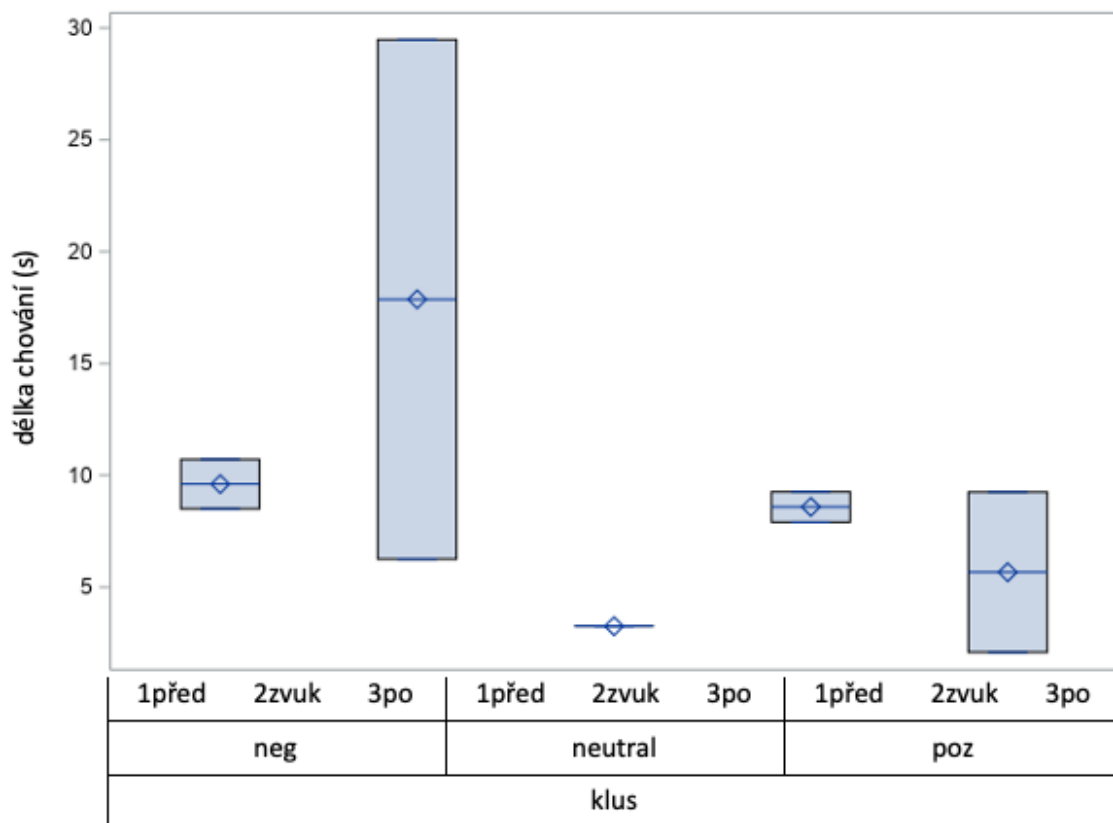 30
25
20
15
10
5
délka chování (s)
1před 2zvuk 3po 1před 2zvuk 3po 1před 2zvuk 3po
neg neutral poz
klus